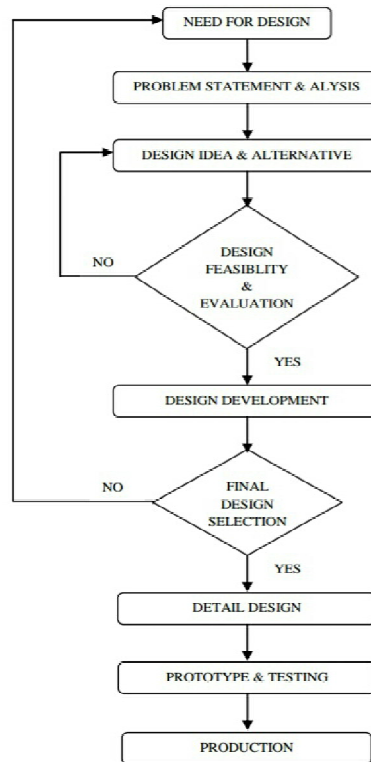 NEED FOR DESIGN
PROBLEM STATEMENT & ALYSIS
DESIGN IDEA & ALTERNATIVE
DESIGN
FEASIBLITY
&
EVALUATION
NO
YES
DESIGN DEVELOPMENT
FINAL
DESIGN
SELECTION
NO
YES
DETAIL DESIGN
PROTOTYPE & TESTING
PRODUCTION